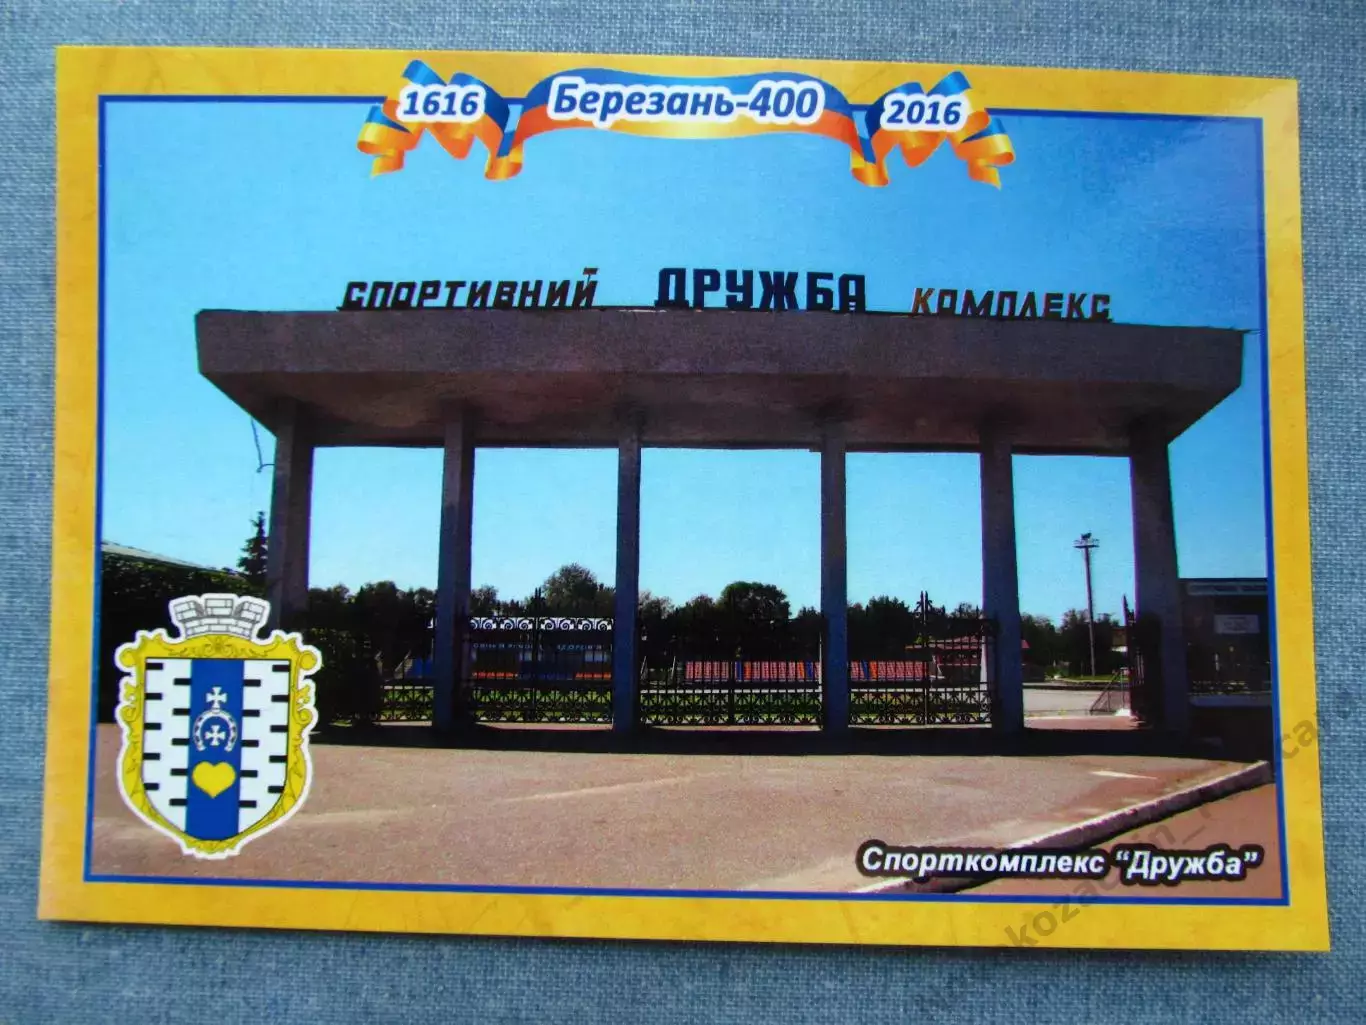 1616 Березань-400 2016
СПОРТИВНИЙ ДРУЖБА КОМПЛЕКС
Спорткомплекс “Дружба”